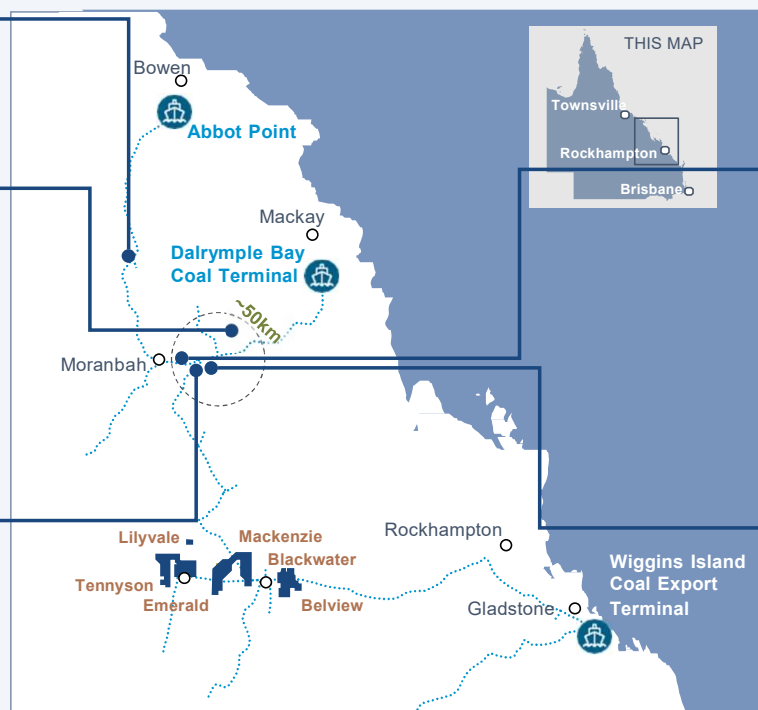 THIS MAP
Bowen
Abbot Point
Townsville
Rockhampton
Brisbane
Mackay
Dalrymple Bay
Coal Terminal
~50km
Moranbah
Lilyvale
Mackenzie
Blackwater
Tennyson
Emerald
Belview
Rockhampton
Wiggins Island
Coal Export
Terminal
Gladstone